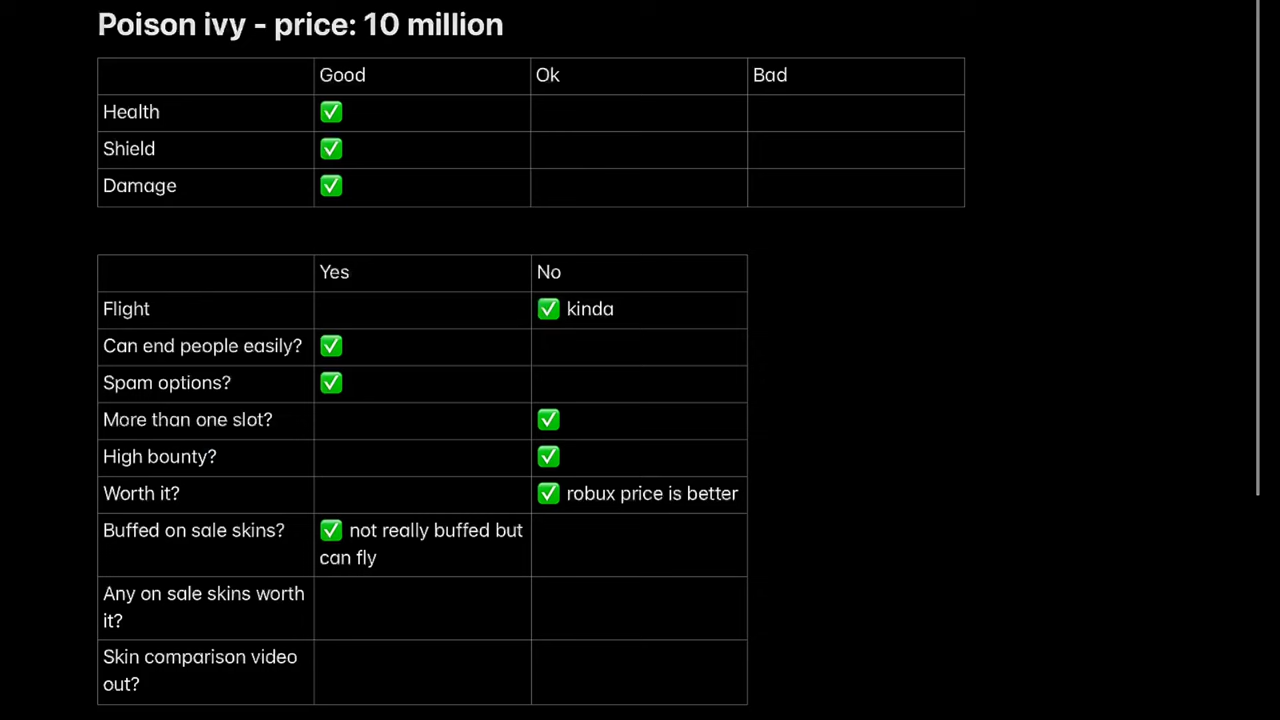 Poison ivy - price: 10 million
Good Ok Bad
Health ✅
Shield ✅
Damage ✅
Yes No
Flight ✅ kinda
Can end people easily? ✅
Spam options? ✅
More than one slot? ✅
High bounty? ✅
Worth it? ✅ robux price is better
Buffed on sale skins? ✅ not really buffed but
can fly
Any on sale skins worth
it?
Skin comparison video
out?